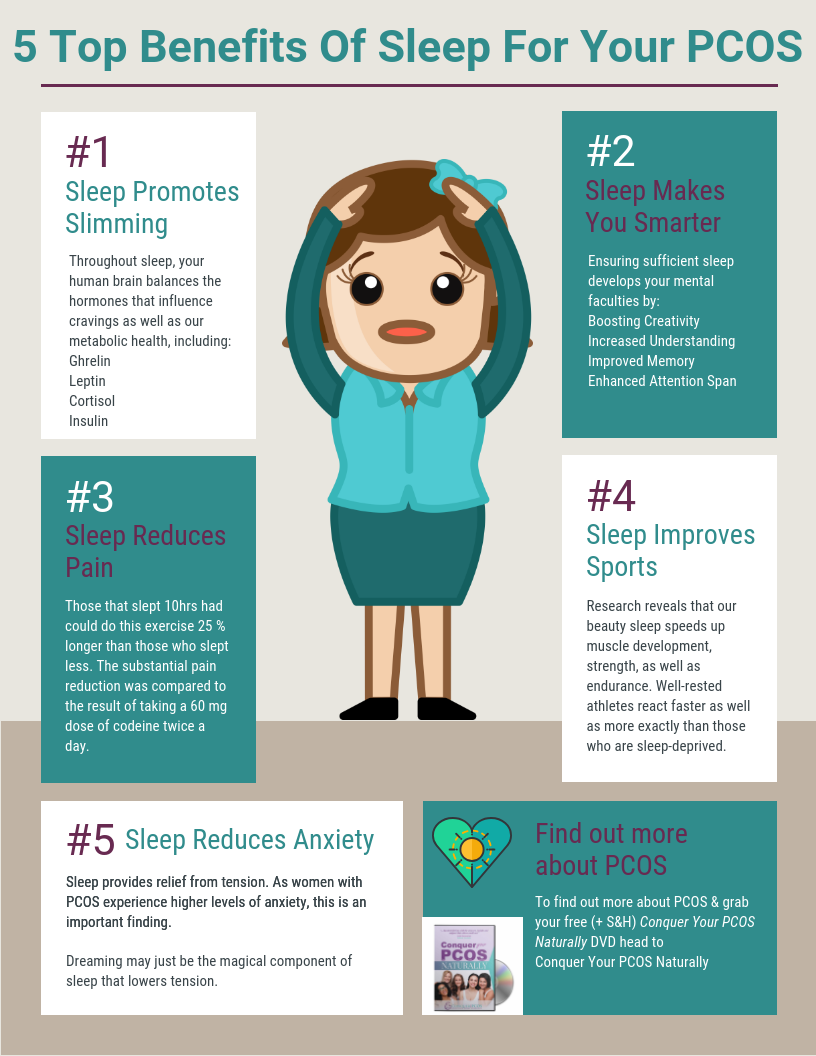 5 Top Benefits Of Sleep For Your PCOS
#1
Sleep Promotes
Slimming
Throughout sleep, your
human brain balances the
hormones that influence
cravings as well as our
metabolic health, including:
Ghrelin
Leptin
Cortisol
Insulin
#2
Sleep Makes
You Smarter
Ensuring sufficient sleep
develops your mental
faculties by:
Boosting Creativity
Increased Understanding
Improved Memory
Enhanced Attention Span
#3
Sleep Reduces
Pain
Those that slept 10hrs had
could do this exercise 25 %
longer than those who slept
less. The substantial pain
reduction was compared to
the result of taking a 60 mg
dose of codeine twice a
day.
#4
Sleep Improves
Sports
Research reveals that our
beauty sleep speeds up
muscle development,
strength, as well as
endurance. Well-rested
athletes react faster as well
as more exactly than those
who are sleep-deprived.
#5 Sleep Reduces Anxiety
Sleep provides relief from tension. As women with
PCOS experience higher levels of anxiety, this is an
important finding.
Dreaming may just be the magical component of
sleep that lowers tension.
Find out more
about PCOS
To find out more about PCOS & grab
your free (+ S&H) Conquer Your PCOS
Naturally DVD head to
Conquer Your PCOS Naturally
Conquer your
PCOS
NATURALLY